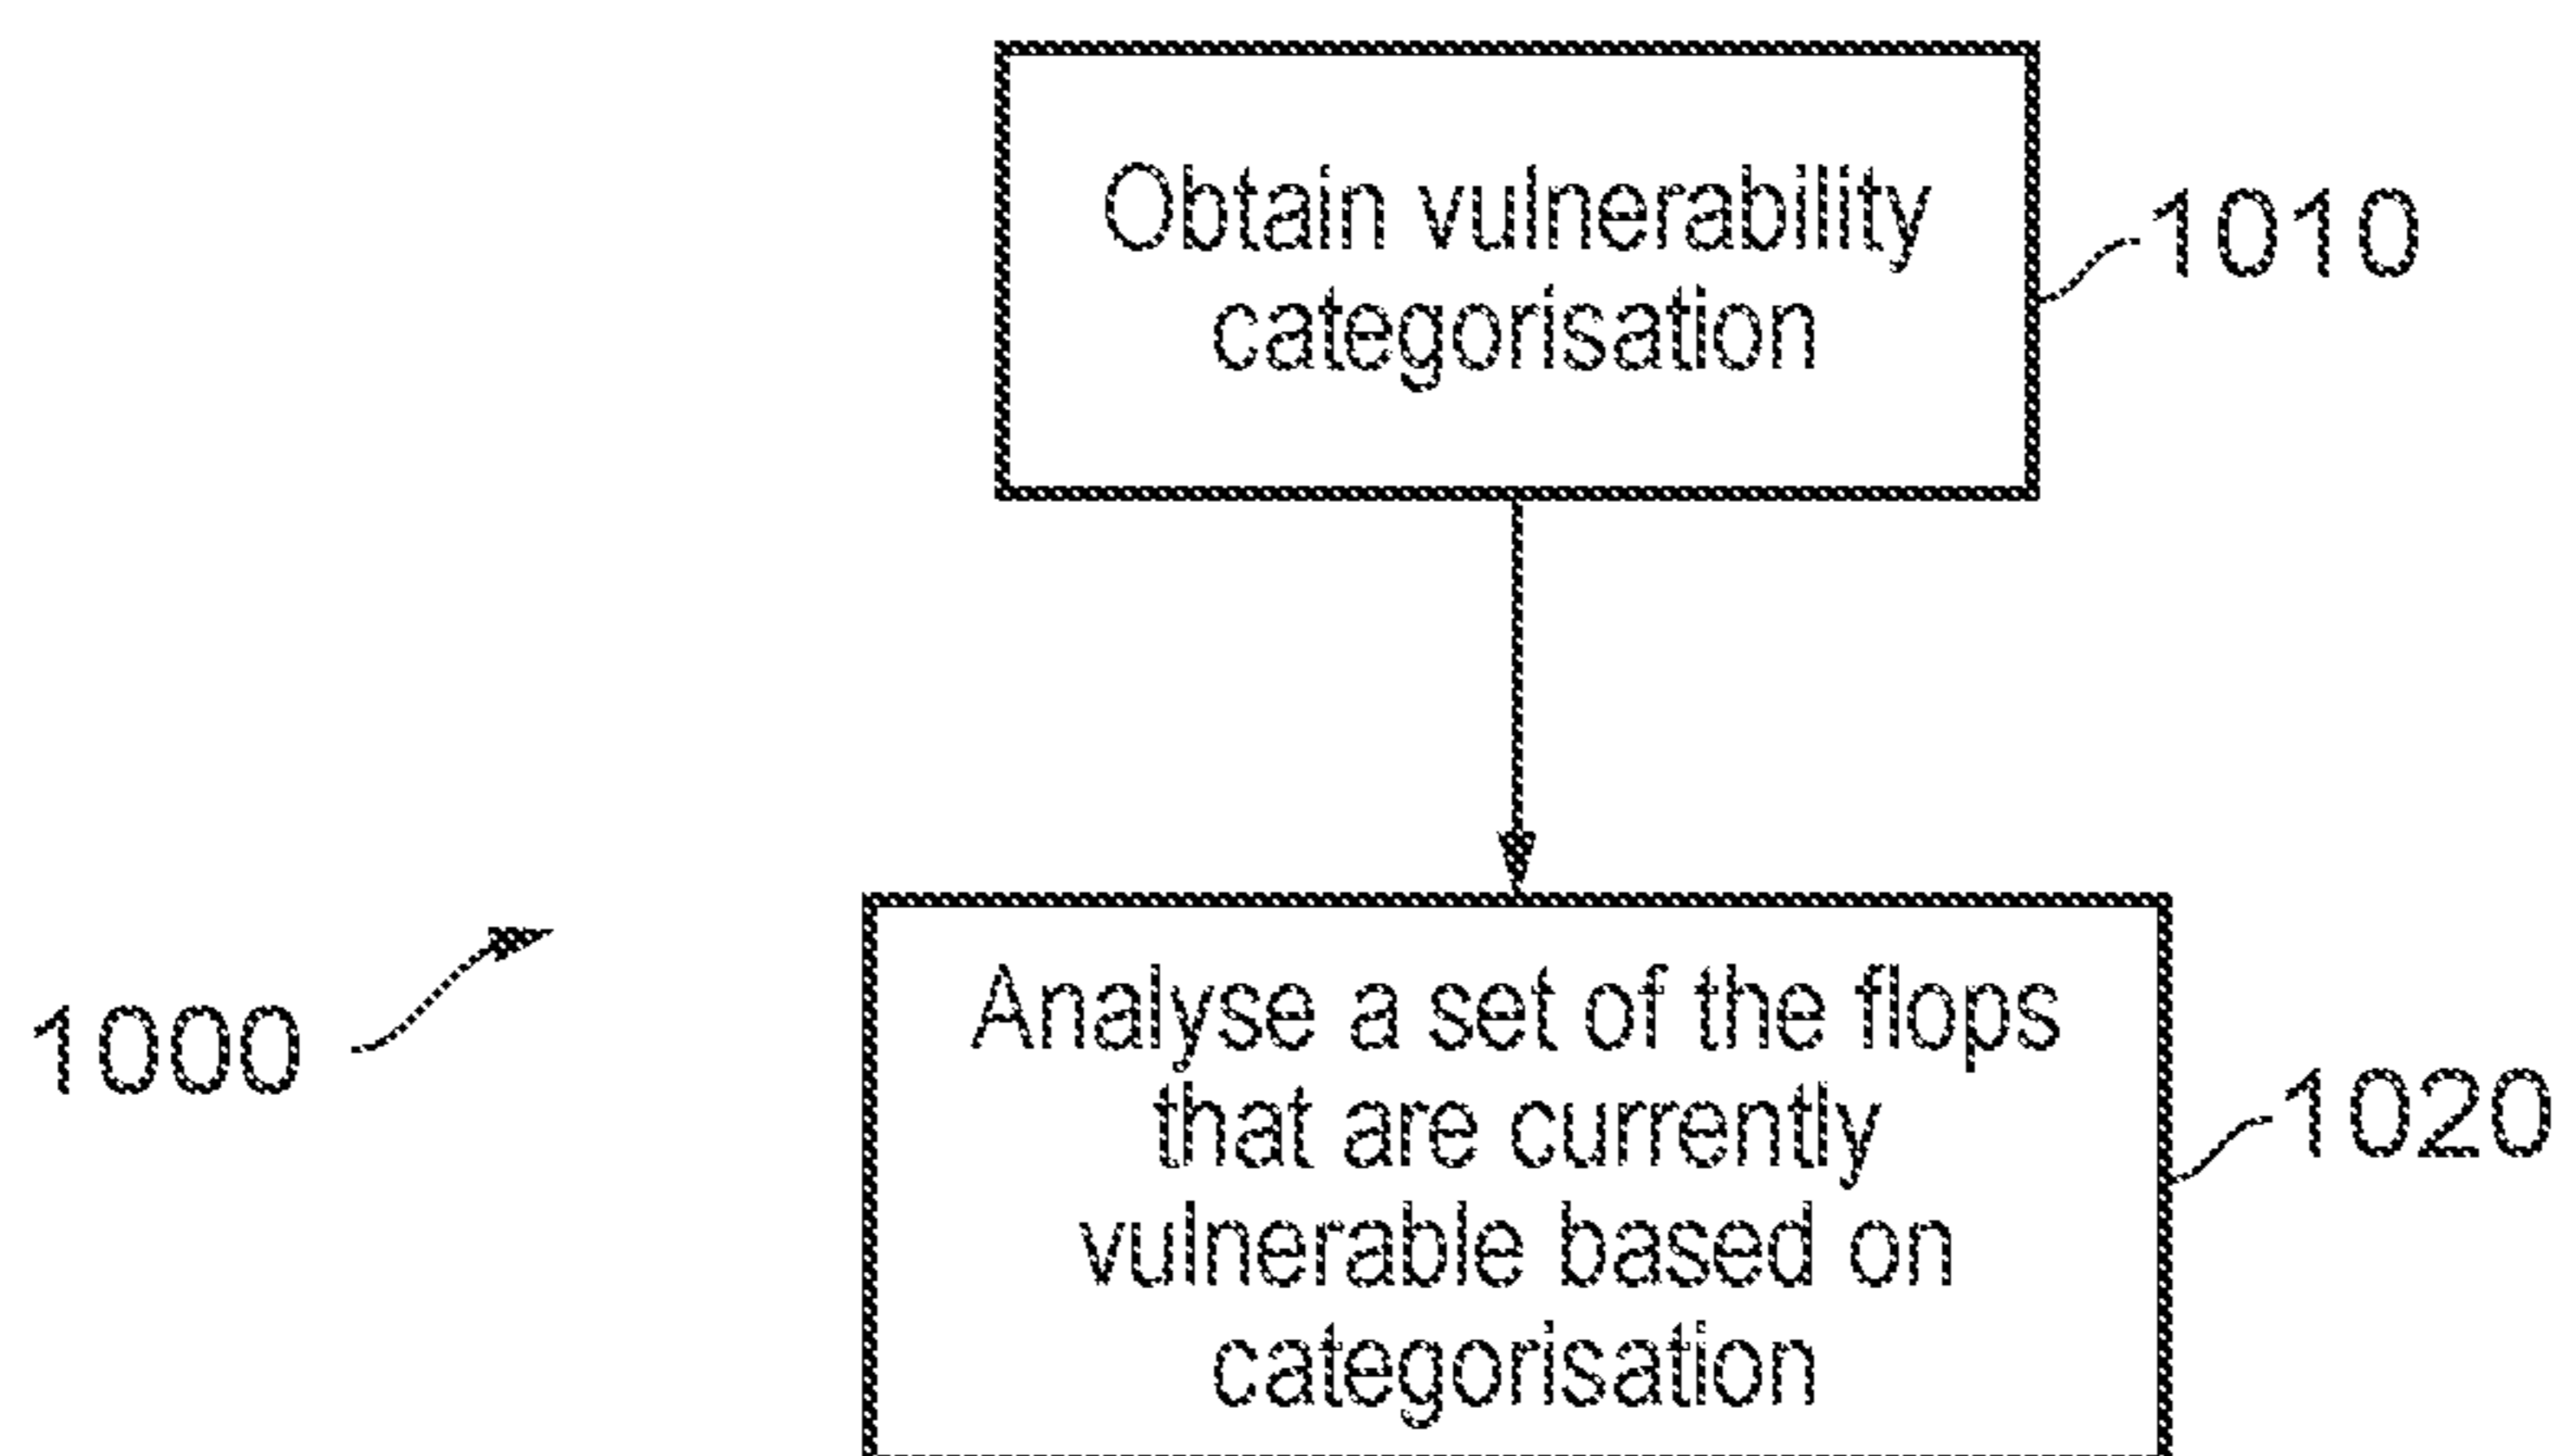 Obtain vulnerability
categorisation
1010
1000
Analyse a set of the flops
that are currently
vulnerable based on
categorisation
1020